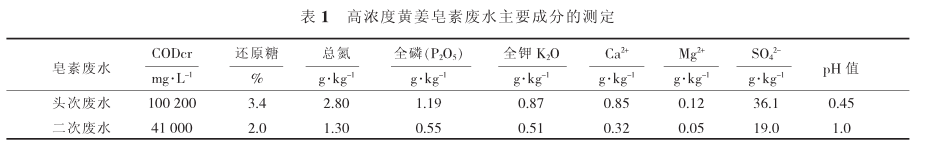 表1 高浓度黄姜皂素废水主要成分的测定
皂素废水 CODcr 还原糖 总氮 全磷(P₂O₅) 全钾K₂O Ca²⁺ Mg²⁺ SO₄²⁻ pH值
mg·L⁻¹ % g·kg⁻¹ g·kg⁻¹ g·kg⁻¹ g·kg⁻¹ g·kg⁻¹ g·kg⁻¹
头次废水 100 200 3.4 2.80 1.19 0.87 0.85 0.12 36.1 0.45
二次废水 41 000 2.0 1.30 0.55 0.51 0.32 0.05 19.0 1.0